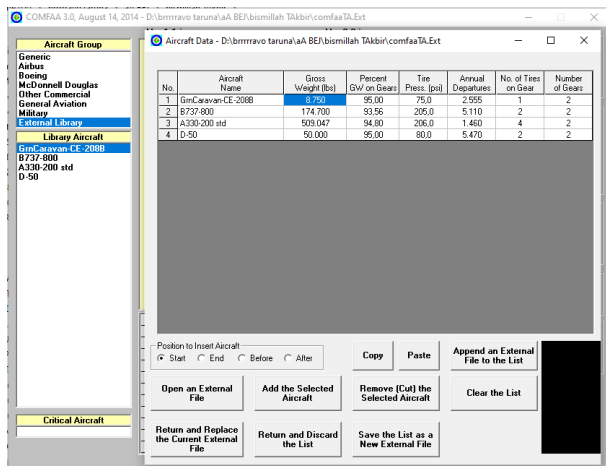 COMFAA 3.0, August 14, 2014 - D:\brrrravo taruna\aA BEJ\bismillah TAkbir\comfaaTA.Ext
Aircraft Data - D:\brrrravo taruna\aA BEJ\bismillah TAkbir\comfaaTA.Ext
Aircraft Group
Generic
Airbus
Boeing
McDonnell Douglas
Other Commercial
General Aviation
Military
External Library
Library Aircraft
GrnCaravan-CE-208B
B737-800
A330-200 std
D-50
Critical Aircraft
No. Aircraft Name Gross Weight (lbs) Percent GW on Gears Tire Press. (psi) Annual Departures No. of Tires on Gear Number of Gears
1 GrnCaravan-CE-208B 8.750 95,00 75,0 2.555 1 2
2 B737-800 174.700 93,56 205,0 5.110 2 2
3 A330-200 std 509.047 94,80 206,0 1.460 4 2
4 D-50 50.000 95,00 80,0 5.470 2 2
Position to Insert Aircraft
Start End Before After
Copy Paste Append an External File to the List
Open an External File Add the Selected Aircraft Remove (Cut) the Selected Aircraft Clear the List
Return and Replace the Current External File Return and Discard the List Save the List as a New External File